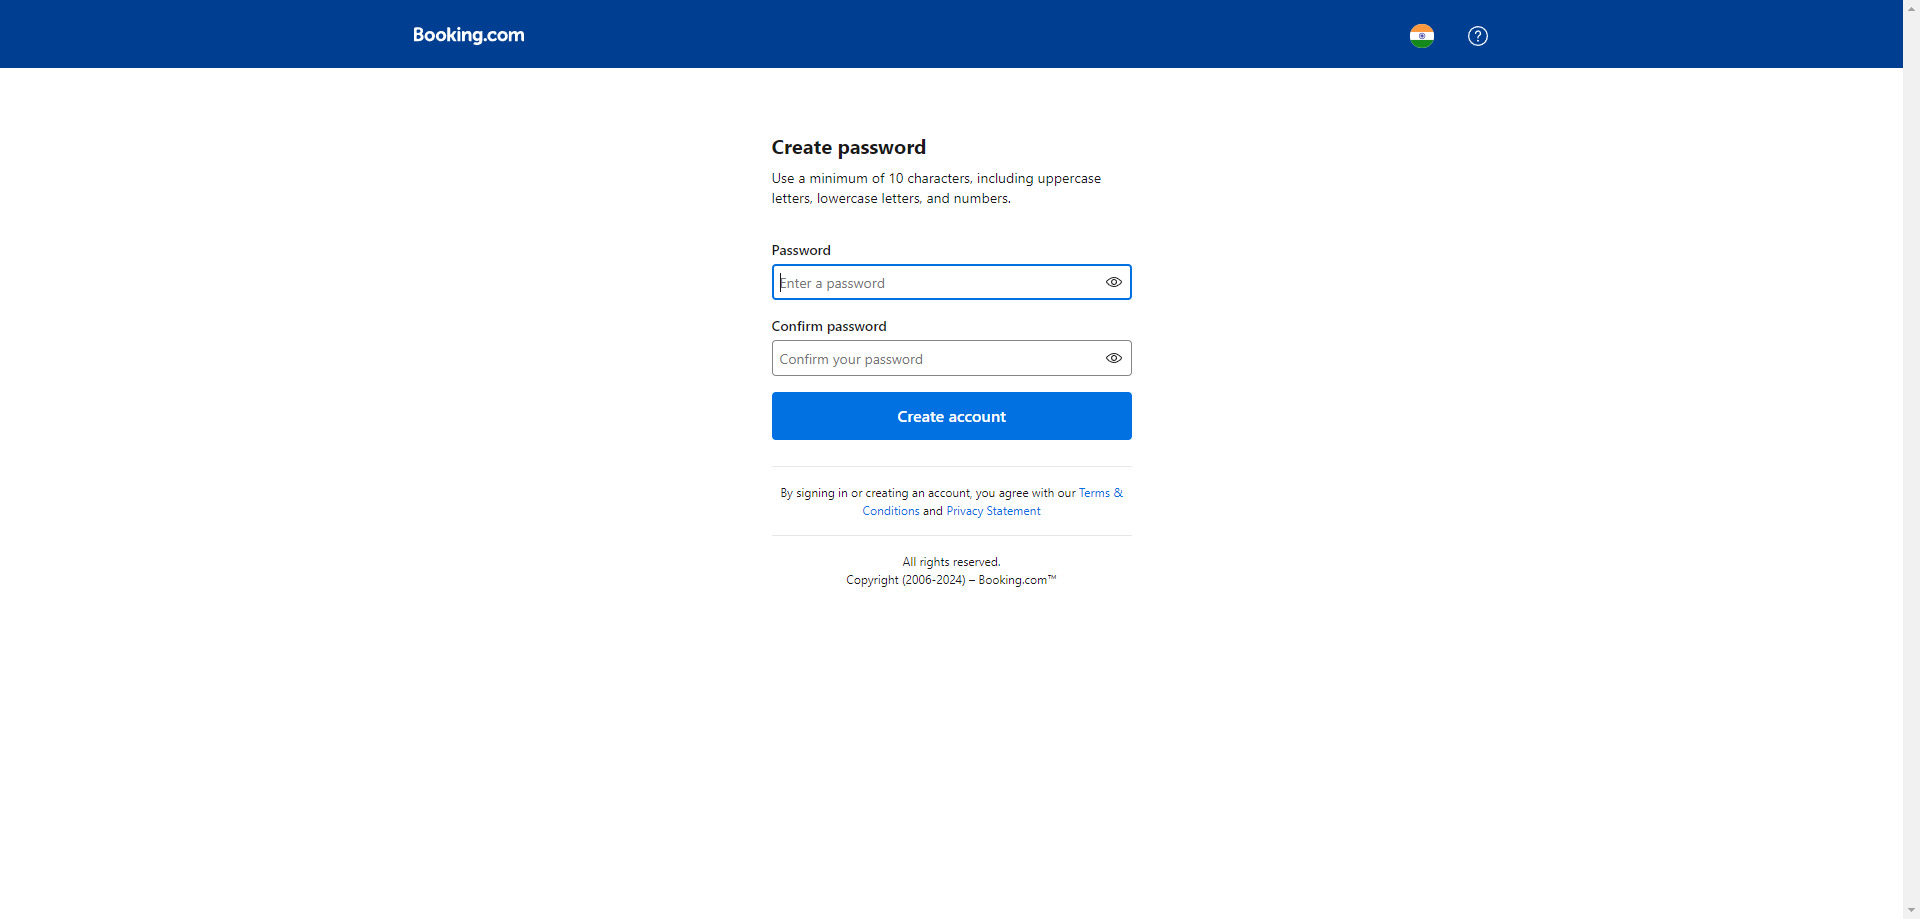 Booking.com
Create password
Use a minimum of 10 characters, including uppercase
letters, lowercase letters, and numbers.
Password
Enter a password
Confirm password
Confirm your password
Create account
By signing in or creating an account, you agree with our Terms &
Conditions and Privacy Statement
All rights reserved.
Copyright (2006-2024) – Booking.com™